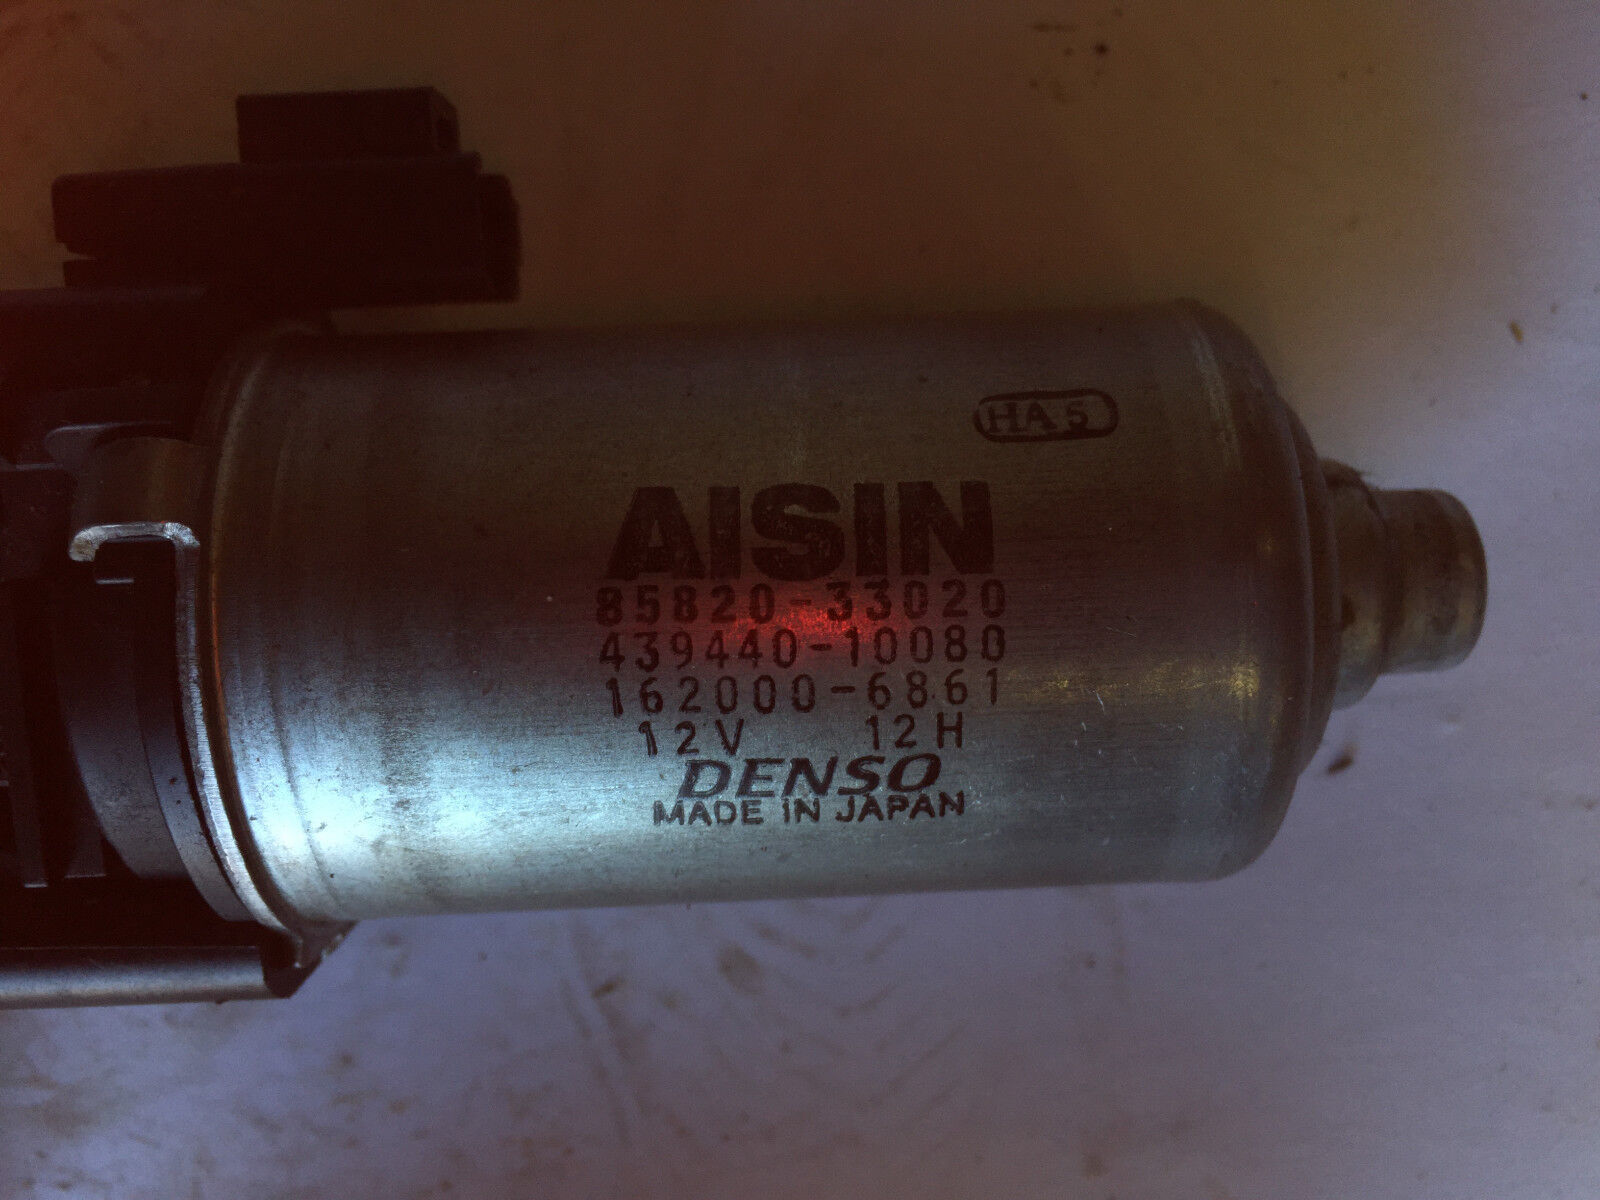 HA5
AISIN
85820-33020
439440-10080
162000-6861
12V 12H
DENSO
MADE IN JAPAN